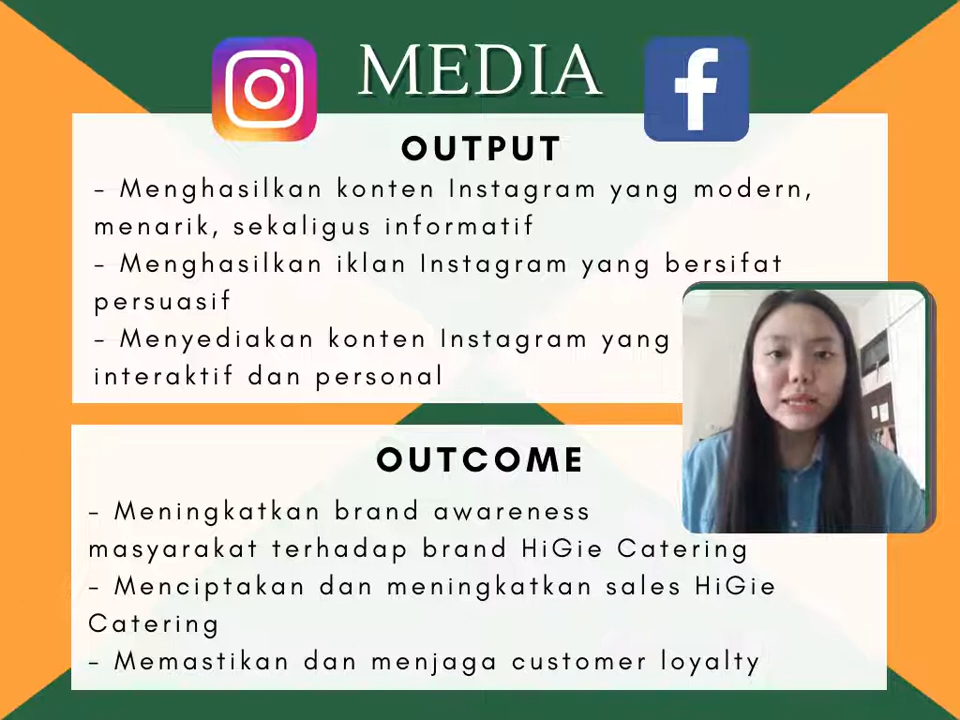 MEDIA
OUTPUT
- Menghasilkan konten Instagram yang modern,
menarik, sekaligus informatif
- Menghasilkan iklan Instagram yang bersifat
persuasif
- Menyediakan konten Instagram yang
interaktif dan personal
OUTCOME
- Meningkatkan brand awareness
masyarakat terhadap brand HiGie Catering
- Menciptakan dan meningkatkan sales HiGie
Catering
- Memastikan dan menjaga customer loyalty